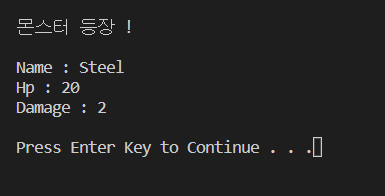 몬스터 등장 !
Name : Steel
Hp : 20
Damage : 2
Press Enter Key to Continue . . .